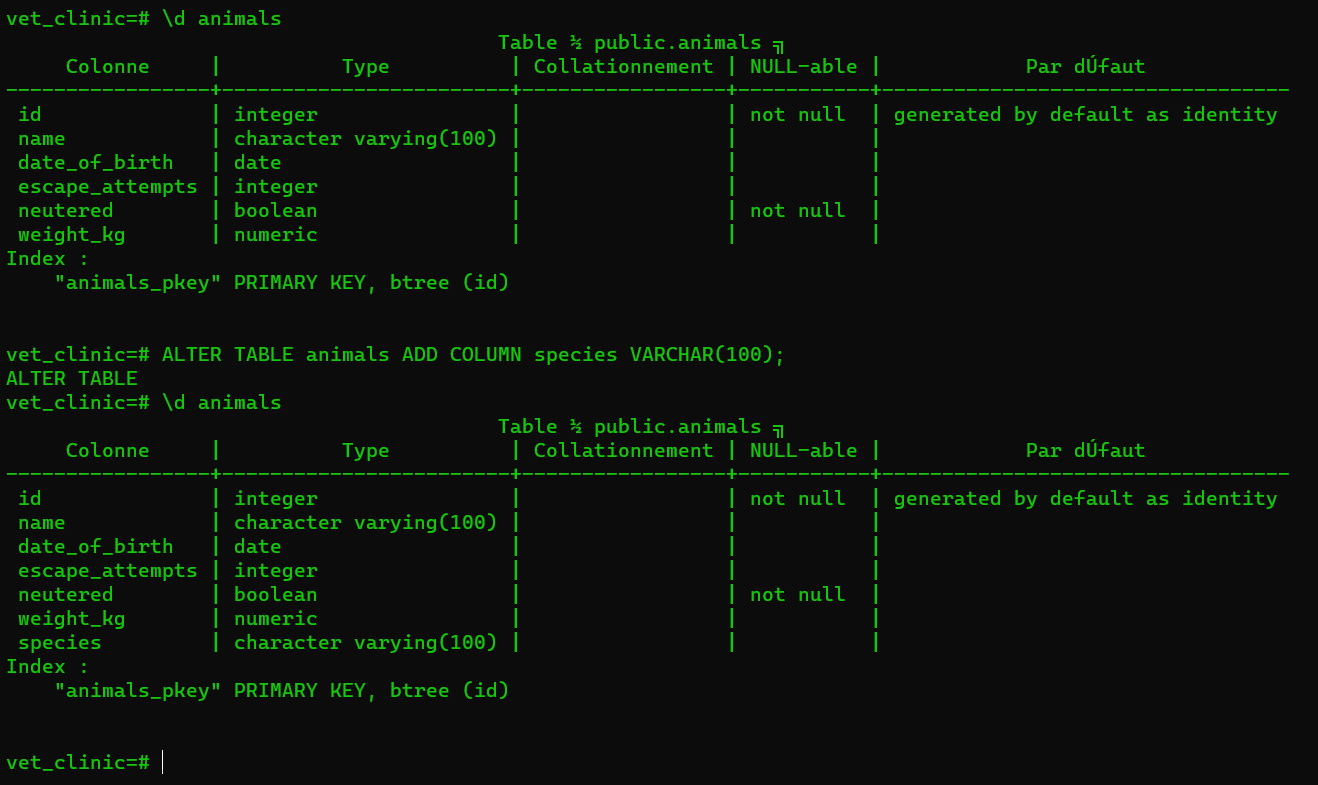 vet_clinic=# \d animals
Table ½ public.animals ╗
Colonne | Type | Collationnement | NULL-able | Par dÚfaut
-----------------+------------------------+-----------------+-----------+----------------------------------
id | integer | | not null | generated by default as identity
name | character varying(100) | | |
date_of_birth | date | | |
escape_attempts | integer | | |
neutered | boolean | | not null |
weight_kg | numeric | | |
Index :
"animals_pkey" PRIMARY KEY, btree (id)
vet_clinic=# ALTER TABLE animals ADD COLUMN species VARCHAR(100);
ALTER TABLE
vet_clinic=# \d animals
Table ½ public.animals ╗
Colonne | Type | Collationnement | NULL-able | Par dÚfaut
-----------------+------------------------+-----------------+-----------+----------------------------------
id | integer | | not null | generated by default as identity
name | character varying(100) | | |
date_of_birth | date | | |
escape_attempts | integer | | |
neutered | boolean | | not null |
weight_kg | numeric | | |
species | character varying(100) | | |
Index :
"animals_pkey" PRIMARY KEY, btree (id)
vet_clinic=#